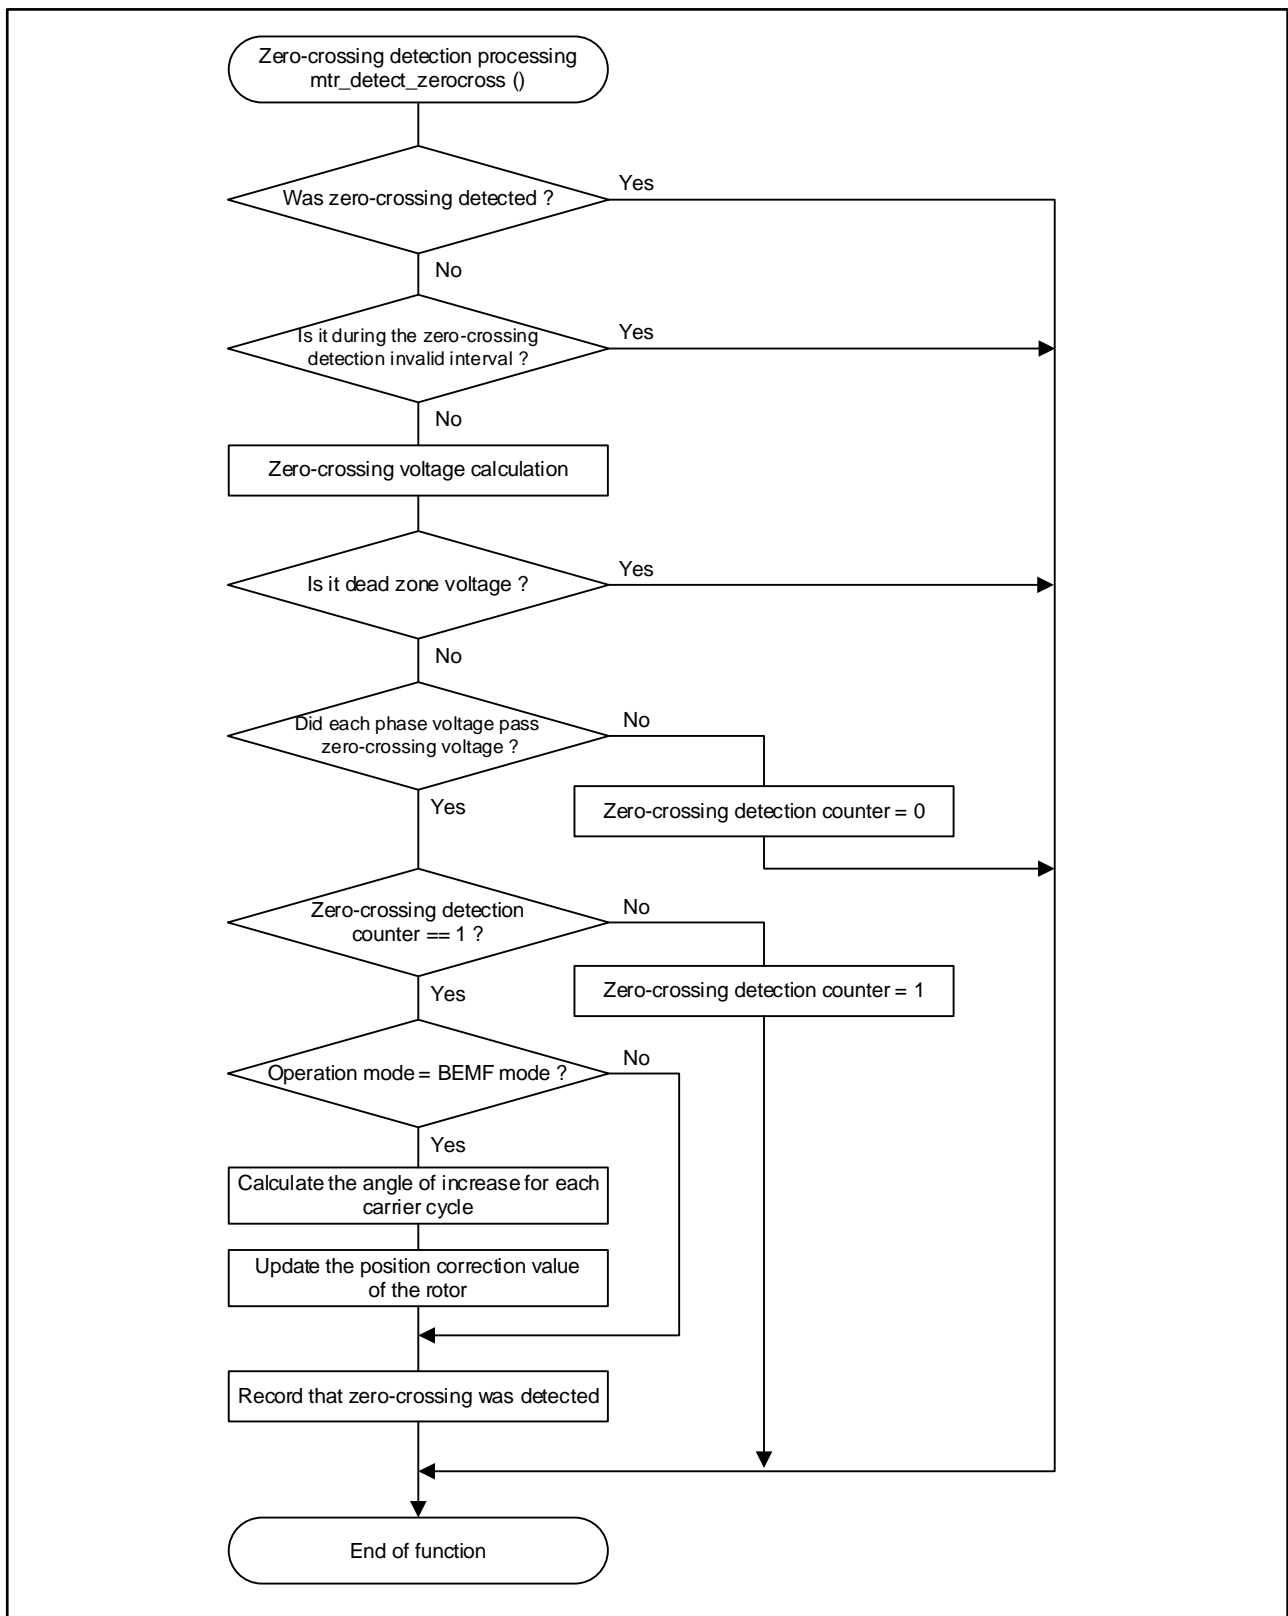 Zero-crossing detection processing
mtr_detect_zerocross ()
Was zero-crossing detected ?
Yes
No
Is it during the zero-crossing
detection invalid interval ?
Yes
No
Zero-crossing voltage calculation
Is it dead zone voltage ?
Yes
No
Did each phase voltage pass
zero-crossing voltage ?
No
Yes
Zero-crossing detection counter = 0
Zero-crossing detection
counter == 1 ?
No
Yes
Zero-crossing detection counter = 1
Operation mode = BEMF mode ?
No
Yes
Calculate the angle of increase for each
carrier cycle
Update the position correction value
of the rotor
Record that zero-crossing was detected
End of function